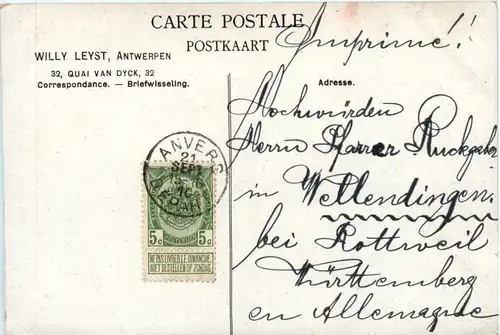 CARTE POSTALE
POSTKAART
Imprimé!!
WILLY LEYST, ANTWERPEN
32, QUAI VAN DYCK, 32
Correspondance. — Briefwisseling.
Adresse.
Hochwürden
Herrn Pfarrer
in Wellendingen
bei Rottweil
Württemberg
en Allemagne
ANVERS
21
SEPT
DEPART
5c 5c
NE PAS LIVRER LE DIMANCHE
NIET BESTELLEN OP ZONDAG